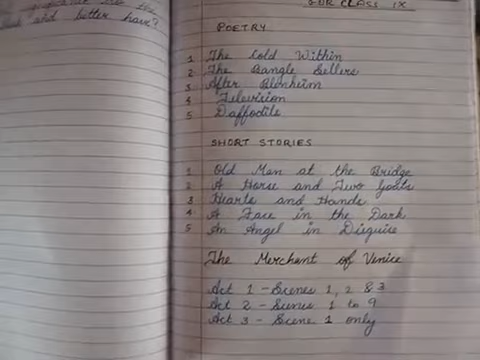 and better have?
FOR CLASS IX
POETRY
1 The Cold Within
2 The Bangle Sellers
3 After Blenheim
4 Television
5 Daffodils
SHORT STORIES
1 Old Man at the Bridge
2 A Horse and Two Goats
3 Hearts and Hands
4 A Face in the Dark
5 An Angel in Disguise
The Merchant of Venice
Act 1 - Scenes 1, 2 & 3
Act 2 - Scenes 1 to 9
Act 3 - Scene 1 only